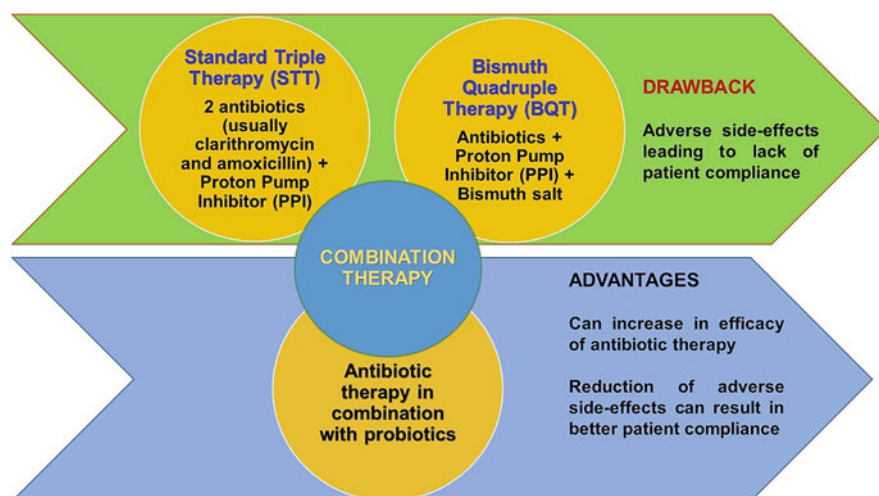 Standard Triple
Therapy (STT)
2 antibiotics
(usually
clarithromycin
and amoxicillin) +
Proton Pump
Inhibitor (PPI)
Bismuth
Quadruple
Therapy (BQT)
Antibiotics +
Proton Pump
Inhibitor (PPI) +
Bismuth salt
DRAWBACK
Adverse side-effects
leading to lack of
patient compliance
COMBINATION
THERAPY
Antibiotic
therapy in
combination
with probiotics
ADVANTAGES
Can increase in efficacy
of antibiotic therapy
Reduction of adverse
side-effects can result in
better patient compliance